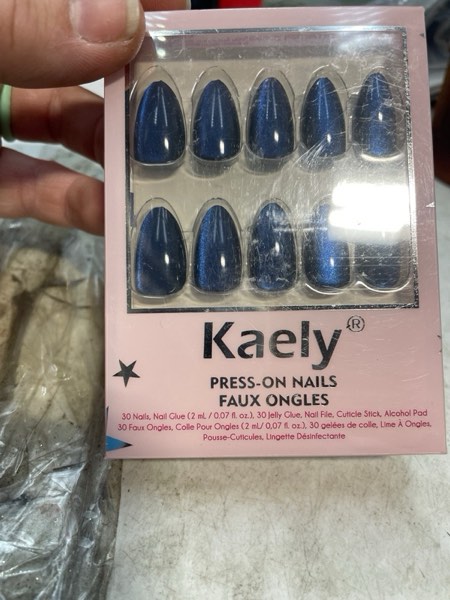 Kaely®
PRESS-ON NAILS
FAUX ONGLES
30 Nails, Nail Glue (2 mL / 0,07 fl. oz.), 30 Jelly Glue, Nail File, Cuticle Stick, Alcohol Pad
30 Faux Ongles, Colle Pour Ongles (2 mL/ 0,07 fl. oz.), 30 gelées de colle, Lime À Ongles,
Pousse-Cuticules, Lingette Désinfectante